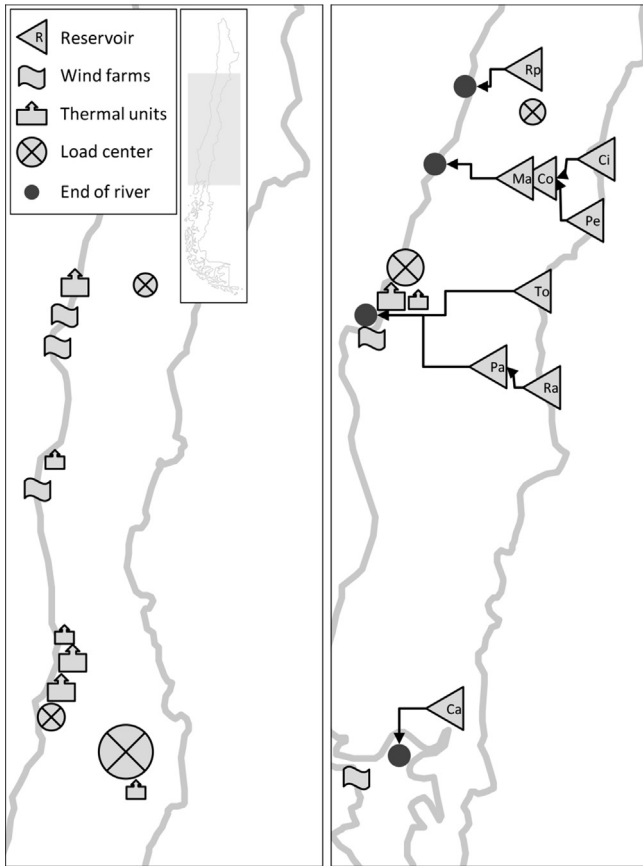 R Reservoir
Wind farms
Thermal units
Load center
End of river
Rp
Ma Co Ci
Pe
To
Pa
Ra
Ca